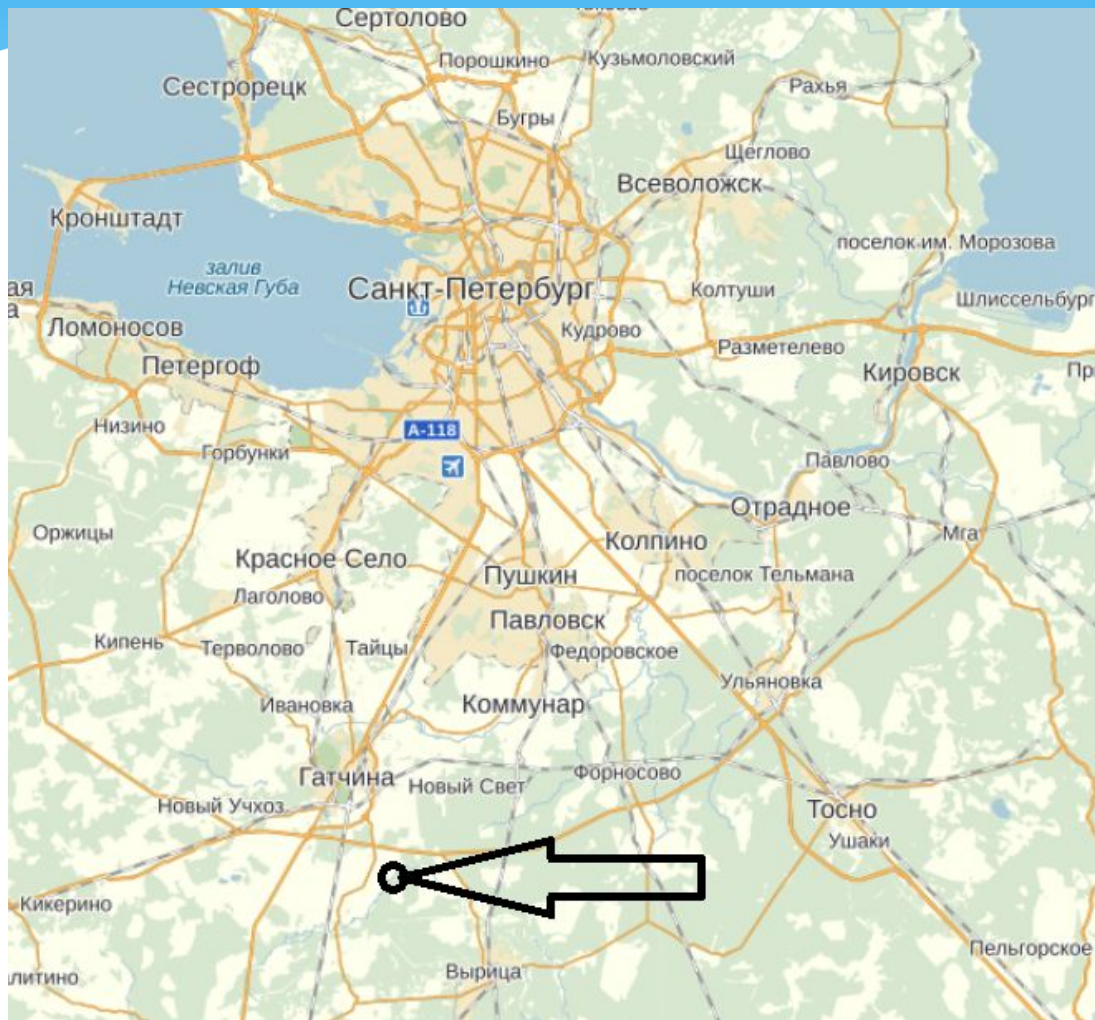 Сертолово
Порошкино
Кузьмоловский
Сестрорецк
Рахья
Бугры
Щеглово
Всеволожск
Кронштадт
поселок им. Морозова
залив
Невская Губа
Санкт-Петербург
Колтуши
Шлиссельбург
ая
а
Ломоносов
Кудрово
Разметелево
Петергоф
Кировск
Пр
Низино
А-118
Горбунки
Павлово
Отрадное
Оржицы
Мга
Колпино
Красное Село
Пушкин
поселок Тельмана
Лаголово
Павловск
Кипень
Терволово
Тайцы
Федоровское
Ульяновка
Ивановка
Коммунар
Гатчина
Новый Свет
Форносово
Новый Учхоз
Тосно
Ушаки
Кикерино
Пельгорское
Вырица
литино